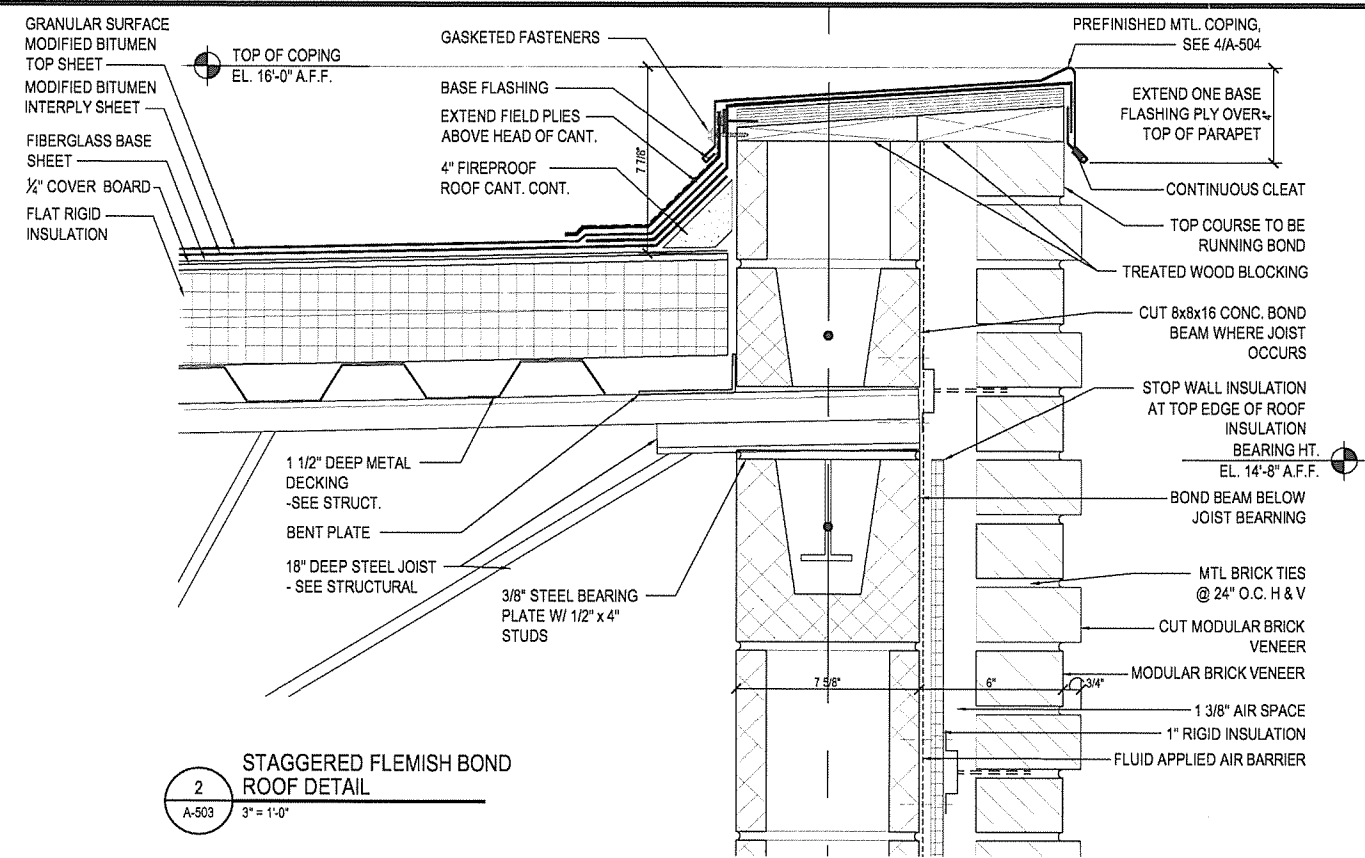 GRANULAR SURFACE
MODIFIED BITUMEN
TOP SHEET
MODIFIED BITUMEN
INTERPLY SHEET
FIBERGLASS BASE
SHEET
½" COVER BOARD
FLAT RIGID
INSULATION
TOP OF COPING
EL. 16'-0" A.F.F.
GASKETED FASTENERS
BASE FLASHING
EXTEND FIELD PLIES
ABOVE HEAD OF CANT.
4" FIREPROOF
ROOF CANT. CONT.
7 7/8"
PREFINISHED MTL. COPING,
SEE 4/A-504
EXTEND ONE BASE
FLASHING PLY OVER
TOP OF PARAPET
4"
CONTINUOUS CLEAT
TOP COURSE TO BE
RUNNING BOND
TREATED WOOD BLOCKING
CUT 8x8x16 CONC. BOND
BEAM WHERE JOIST
OCCURS
STOP WALL INSULATION
AT TOP EDGE OF ROOF
INSULATION
BEARING HT.
EL. 14'-8" A.F.F.
BOND BEAM BELOW
JOIST BEARNING
MTL BRICK TIES
@ 24" O.C. H & V
CUT MODULAR BRICK
VENEER
MODULAR BRICK VENEER
1 3/8" AIR SPACE
1" RIGID INSULATION
FLUID APPLIED AIR BARRIER
1 1/2" DEEP METAL
DECKING
-SEE STRUCT.
BENT PLATE
18" DEEP STEEL JOIST
- SEE STRUCTURAL
3/8" STEEL BEARING
PLATE W/ 1/2" x 4"
STUDS
7 5/8"
6"
3/4"
2
A-503
STAGGERED FLEMISH BOND
ROOF DETAIL
3" = 1'-0"